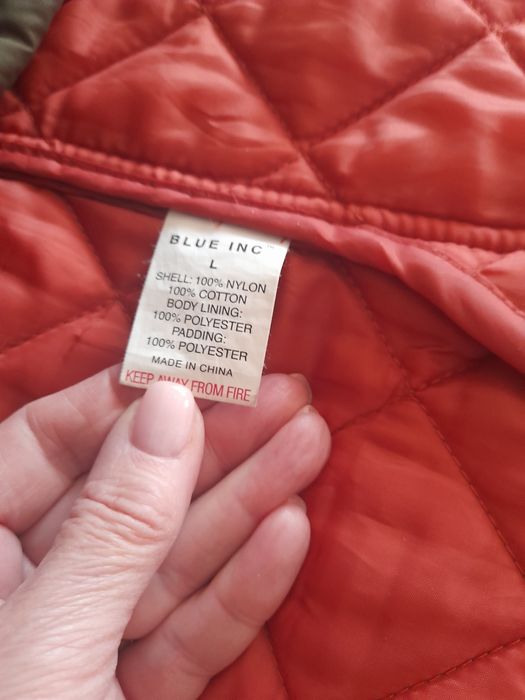 BLUE INC™
L
SHELL: 100% NYLON
100% COTTON
BODY LINING:
100% POLYESTER
PADDING:
100% POLYESTER
MADE IN CHINA
KEEP AWAY FROM FIRE